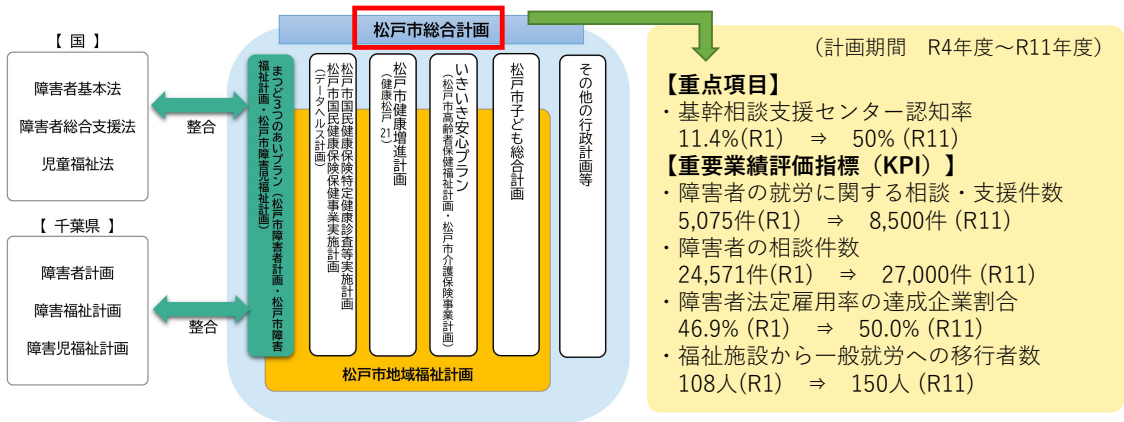 【 国 】
障害者基本法
障害者総合支援法
児童福祉法
整合
【 千葉県 】
障害者計画
障害福祉計画
障害児福祉計画
整合
松戸市総合計画
まつど3つのあいプラン（松戸市障害者計画・松戸市障害
福祉計画・松戸市障害児福祉計画）
松戸市国民健康保険特定健康診査等実施計画
松戸市国民健康保険保健事業実施計画
（データヘルス計画）
松戸市健康増進計画
（健康松戸 21）
いきいき安心プラン
（松戸市高齢者保健福祉計画・松戸市介護保険事業計画）
松戸市子ども総合計画
その他の行政計画等
松戸市地域福祉計画
（計画期間　R4年度～R11年度）
【重点項目】
・基幹相談支援センター認知率
11.4%(R1)　⇒　50% (R11)
【重要業績評価指標（KPI）】
・障害者の就労に関する相談・支援件数
5,075件(R1)　⇒　8,500件 (R11)
・障害者の相談件数
24,571件(R1)　⇒　27,000件 (R11)
・障害者法定雇用率の達成企業割合
46.9% (R1)　⇒　50.0% (R11)
・福祉施設から一般就労への移行者数
108人(R1)　⇒　150人 (R11)